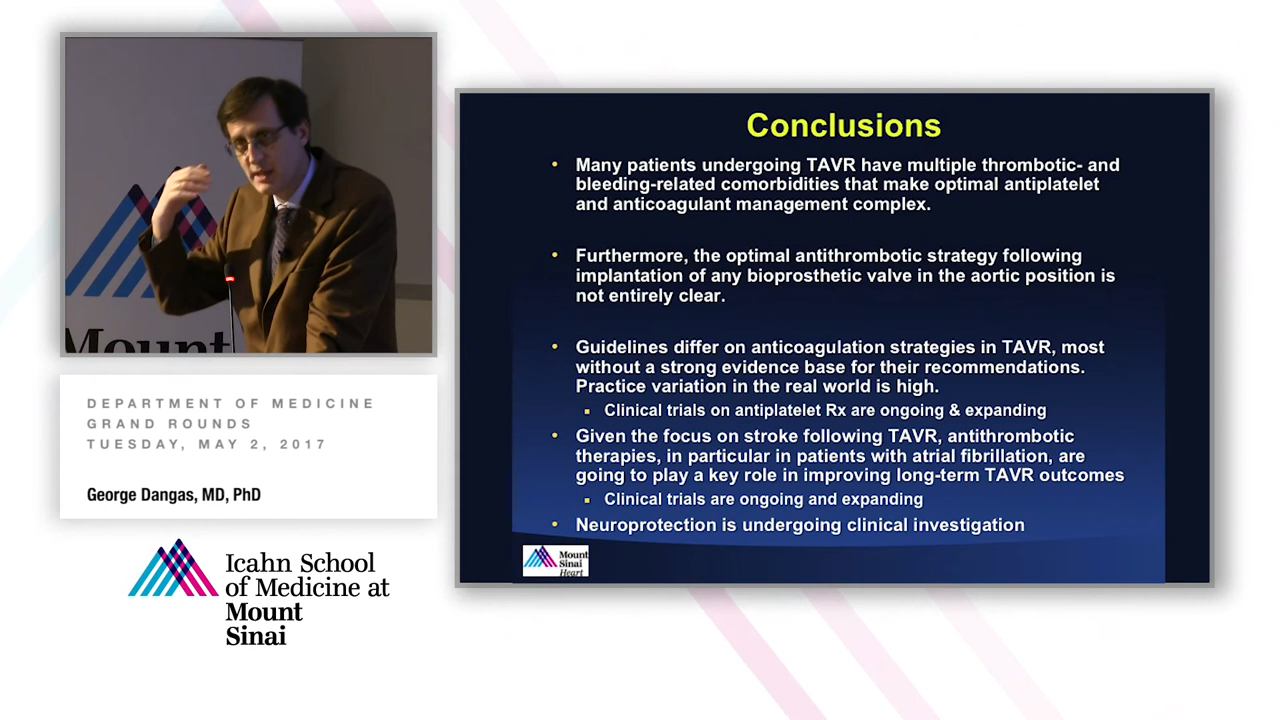 Mount
DEPARTMENT OF MEDICINE
GRAND ROUNDS
TUESDAY, MAY 2, 2017
George Dangas, MD, PhD
Icahn School
of Medicine at
Mount
Sinai
Conclusions
• Many patients undergoing TAVR have multiple thrombotic- and
bleeding-related comorbidities that make optimal antiplatelet
and anticoagulant management complex.
• Furthermore, the optimal antithrombotic strategy following
implantation of any bioprosthetic valve in the aortic position is
not entirely clear.
• Guidelines differ on anticoagulation strategies in TAVR, most
without a strong evidence base for their recommendations.
Practice variation in the real world is high.
▪ Clinical trials on antiplatelet Rx are ongoing & expanding
• Given the focus on stroke following TAVR, antithrombotic
therapies, in particular in patients with atrial fibrillation, are
going to play a key role in improving long-term TAVR outcomes
▪ Clinical trials are ongoing and expanding
• Neuroprotection is undergoing clinical investigation
Mount
Sinai
Heart